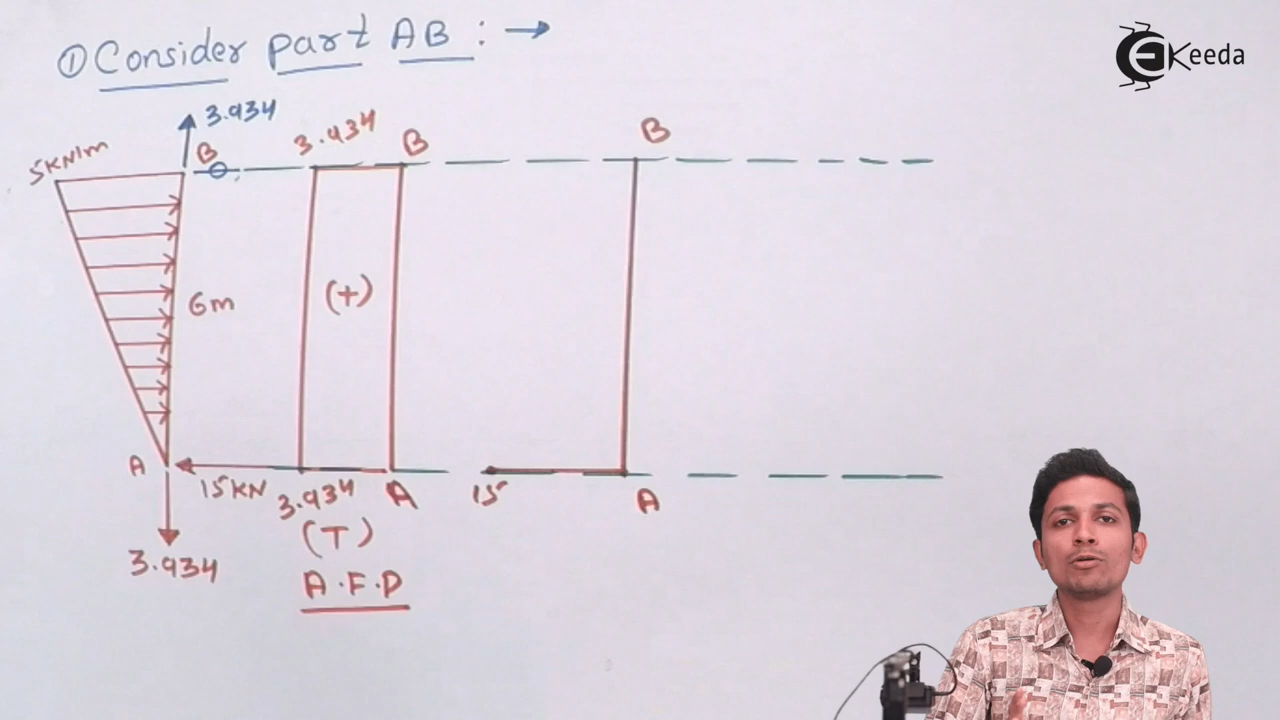 ① Consider part AB : →
EKeeda
3.934
3.934
B
B
B
5KN/m
6m
(+)
A
15KN
3.934
A
15
A
3.934
(T)
A.F.D